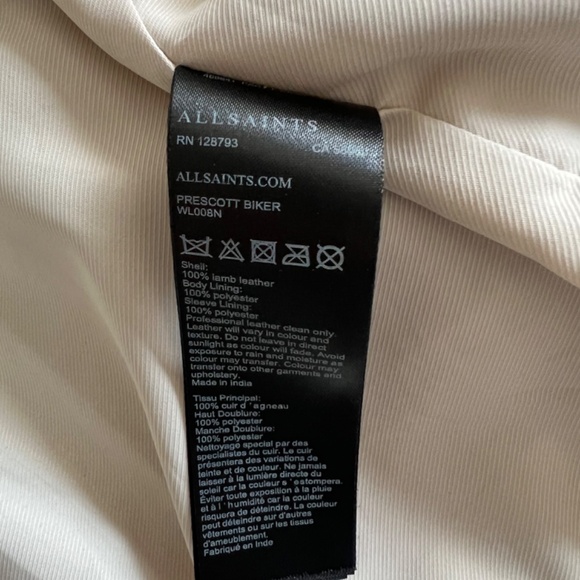 ALLSAINTS
RN 128793
CA
ALLSAINTS.COM
PRESCOTT BIKER
WL008N
Shell:
100% lamb leather
Body Lining:
100% polyester
Sleeve Lining:
100% polyester
Professional leather clean only.
Leather will vary in colour and
texture. Do not leave in direct
sunlight as colour will fade. Avoid
exposure to rain and moisture as
colour may transfer. Colour may
transfer onto other garments and
upholstery.
Made in India
Tissu Principal:
100% cuir d'agneau
Haut Doublure:
100% polyester
Manche Doublure:
100% polyester
Nettoyage special par des
specialistes du cuir. Le cuir
présentera des variations de
teinte et de couleur. Ne jamais
laisser à la lumière directe du
soleil car la couleur s'estompera.
Éviter toute exposition à la pluie
et à l'humidité car la couleur
risquera de déteindre. La couleur
peut déteindre sur d'autres
vêtements ou sur les tissus
d'ameublement.
Fabriqué en Inde